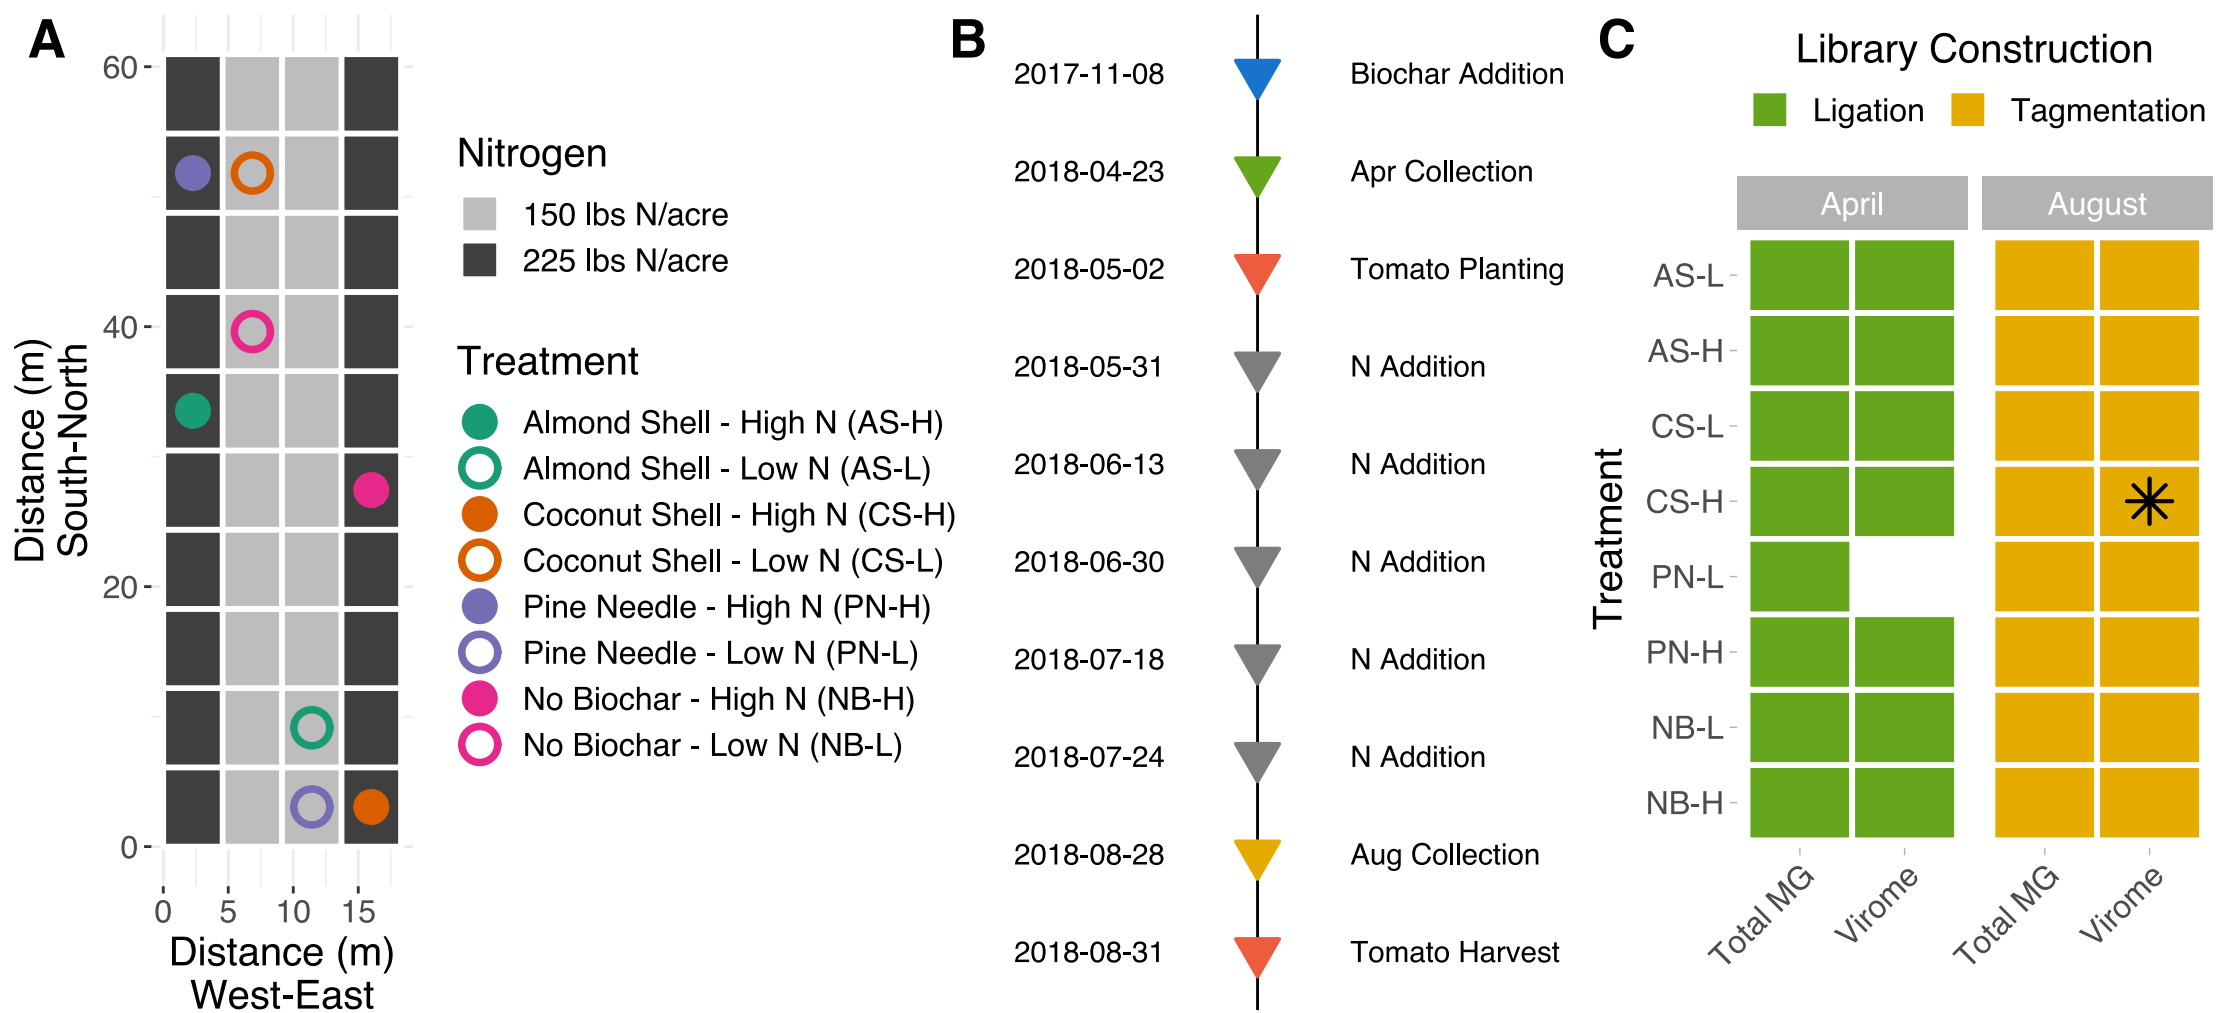 A
60
40
20
0
Distance (m)
South-North
0 5 10 15
Distance (m)
West-East
Nitrogen
150 lbs N/acre
225 lbs N/acre
Treatment
Almond Shell - High N (AS-H)
Almond Shell - Low N (AS-L)
Coconut Shell - High N (CS-H)
Coconut Shell - Low N (CS-L)
Pine Needle - High N (PN-H)
Pine Needle - Low N (PN-L)
No Biochar - High N (NB-H)
No Biochar - Low N (NB-L)
B
2017-11-08 Biochar Addition
2018-04-23 Apr Collection
2018-05-02 Tomato Planting
2018-05-31 N Addition
2018-06-13 N Addition
2018-06-30 N Addition
2018-07-18 N Addition
2018-07-24 N Addition
2018-08-28 Aug Collection
2018-08-31 Tomato Harvest
C
Library Construction
Ligation Tagmentation
April August
Treatment
AS-L
AS-H
CS-L
CS-H
PN-L
PN-H
NB-L
NB-H
Total MG Virome Total MG Virome